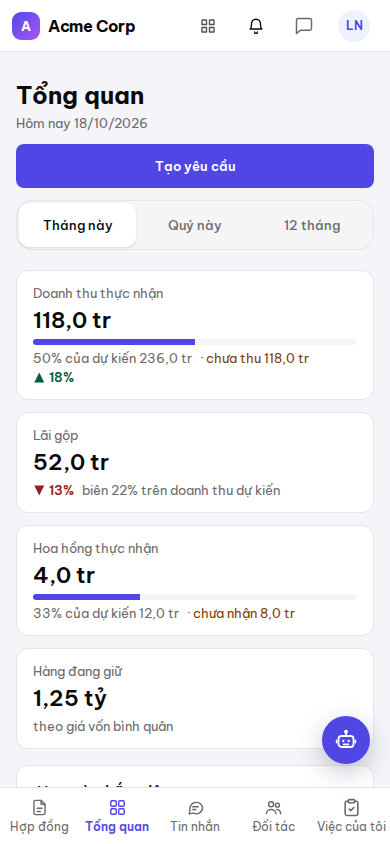 A Acme Corp LN
Tổng quan
Hôm nay 18/10/2026
Tạo yêu cầu
Tháng này Quý này 12 tháng
Doanh thu thực nhận
118,0 tr
50% của dự kiến 236,0 tr · chưa thu 118,0 tr
▲ 18%
Lãi gộp
52,0 tr
▼ 13% biên 22% trên doanh thu dự kiến
Hoa hồng thực nhận
4,0 tr
33% của dự kiến 12,0 tr · chưa nhận 8,0 tr
Hàng đang giữ
1,25 tỷ
theo giá vốn bình quân
Hợp đồng Tổng quan Tin nhắn Đối tác Việc của tôi